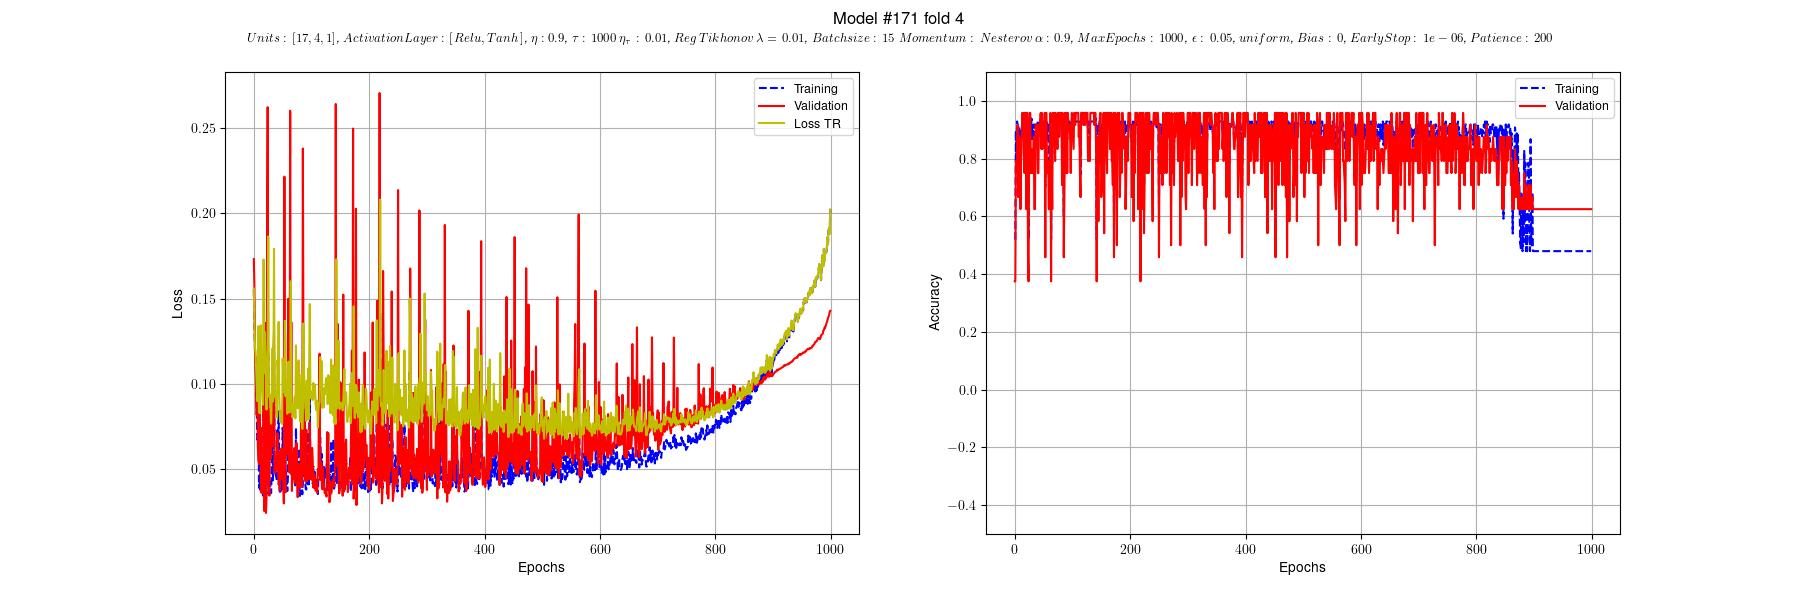 Model #171 fold 4
Units : [17, 4, 1], ActivationLayer : [Relu, Tanh], η : 0.9, τ : 1000 ητ : 0.01, Reg Tikhonov λ = 0.01, Batchsize : 15 Momentum : Nesterov α : 0.9, MaxEpochs : 1000, ϵ : 0.05, uniform, Bias : 0, EarlyStop : 1e − 06, Patience : 200
Training
Validation
Loss TR
0.25
0.20
0.15
0.10
0.05
Loss
0 200 400 600 800 1000
Epochs
Training
Validation
1.0
0.8
0.6
0.4
0.2
0.0
−0.2
−0.4
Accuracy
0 200 400 600 800 1000
Epochs